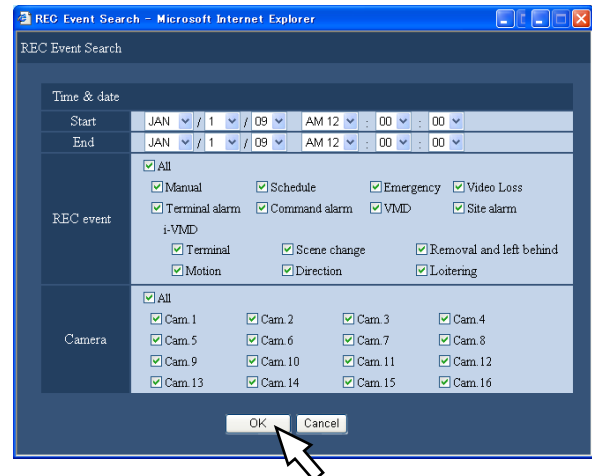 REC Event Search - Microsoft Internet Explorer
REC Event Search
Time & date
Start JAN / 1 / 09 AM 12 : 00 : 00
End JAN / 1 / 09 AM 12 : 00 : 00
REC event
All
Manual Schedule Emergency Video Loss
Terminal alarm Command alarm VMD Site alarm
i-VMD
Terminal Scene change Removal and left behind
Motion Direction Loitering
Camera
All
Cam.1 Cam.2 Cam.3 Cam.4
Cam.5 Cam.6 Cam.7 Cam.8
Cam.9 Cam.10 Cam.11 Cam.12
Cam.13 Cam.14 Cam.15 Cam.16
OK Cancel